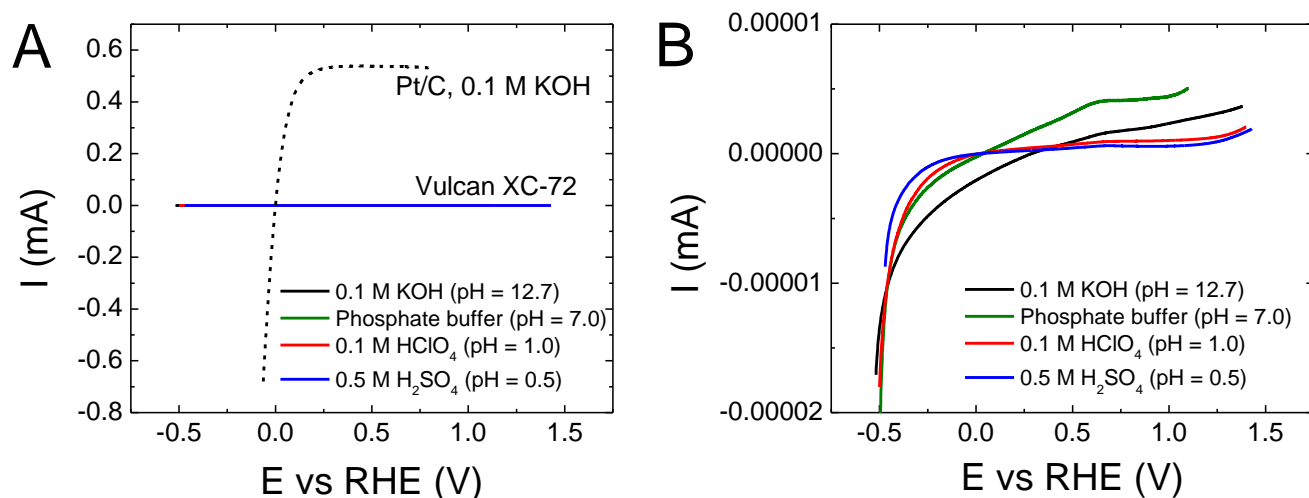 A
I (mA)
0.6
0.4
0.2
0.0
-0.2
-0.4
-0.6
-0.8
Pt/C, 0.1 M KOH
Vulcan XC-72
0.1 M KOH (pH = 12.7)
Phosphate buffer (pH = 7.0)
0.1 M HClO4 (pH = 1.0)
0.5 M H2SO4 (pH = 0.5)
-0.5 0.0 0.5 1.0 1.5
E vs RHE (V)
B
I (mA)
0.00001
0.00000
-0.00001
-0.00002
0.1 M KOH (pH = 12.7)
Phosphate buffer (pH = 7.0)
0.1 M HClO4 (pH = 1.0)
0.5 M H2SO4 (pH = 0.5)
-0.5 0.0 0.5 1.0 1.5
E vs RHE (V)